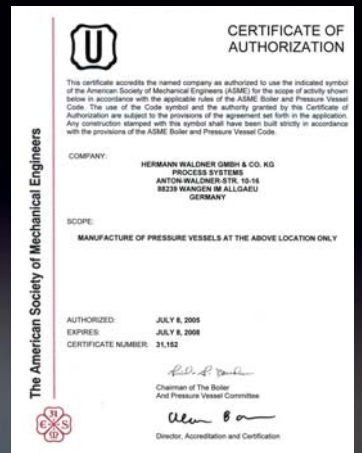 U
CERTIFICATE OF
AUTHORIZATION
This certificate accredits the named company as authorized to use the indicated symbol
of the American Society of Mechanical Engineers (ASME) for the scope of activity shown
below in accordance with the applicable rules of the ASME Boiler and Pressure Vessel
Code. The use of the Code symbol and the authority granted by this Certificate of
Authorization are subject to the provisions of the agreement set forth in the application.
Any construction stamped with this symbol shall have been built strictly in accordance
with the provisions of the ASME Boiler and Pressure Vessel Code.
The American Society of Mechanical Engineers
COMPANY:
HERMANN WALDNER GMBH & CO. KG
PROCESS SYSTEMS
ANTON-WALDNER-STR. 10-16
88239 WANGEN IM ALLGAEU
GERMANY
SCOPE:
MANUFACTURE OF PRESSURE VESSELS AT THE ABOVE LOCATION ONLY
AUTHORIZED: JULY 8, 2005
EXPIRES: JULY 8, 2008
CERTIFICATE NUMBER: 31,152
Chairman of The Boiler
And Pressure Vessel Committee
Director, Accreditation and Certification